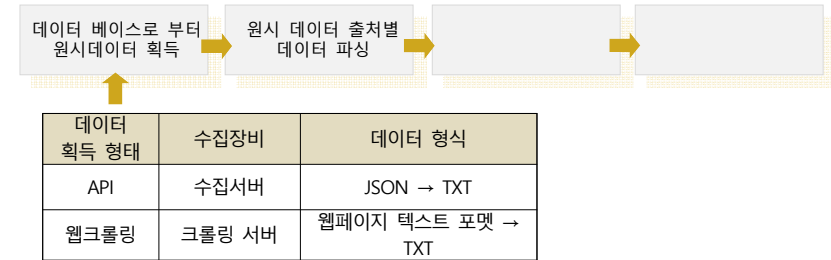 데이터 베이스로 부터
원시데이터 획득
원시 데이터 출처별
데이터 파싱
데이터
획득 형태
수집장비
데이터 형식
API
수집서버
JSON → TXT
웹크롤링
크롤링 서버
웹페이지 텍스트 포멧 →
TXT